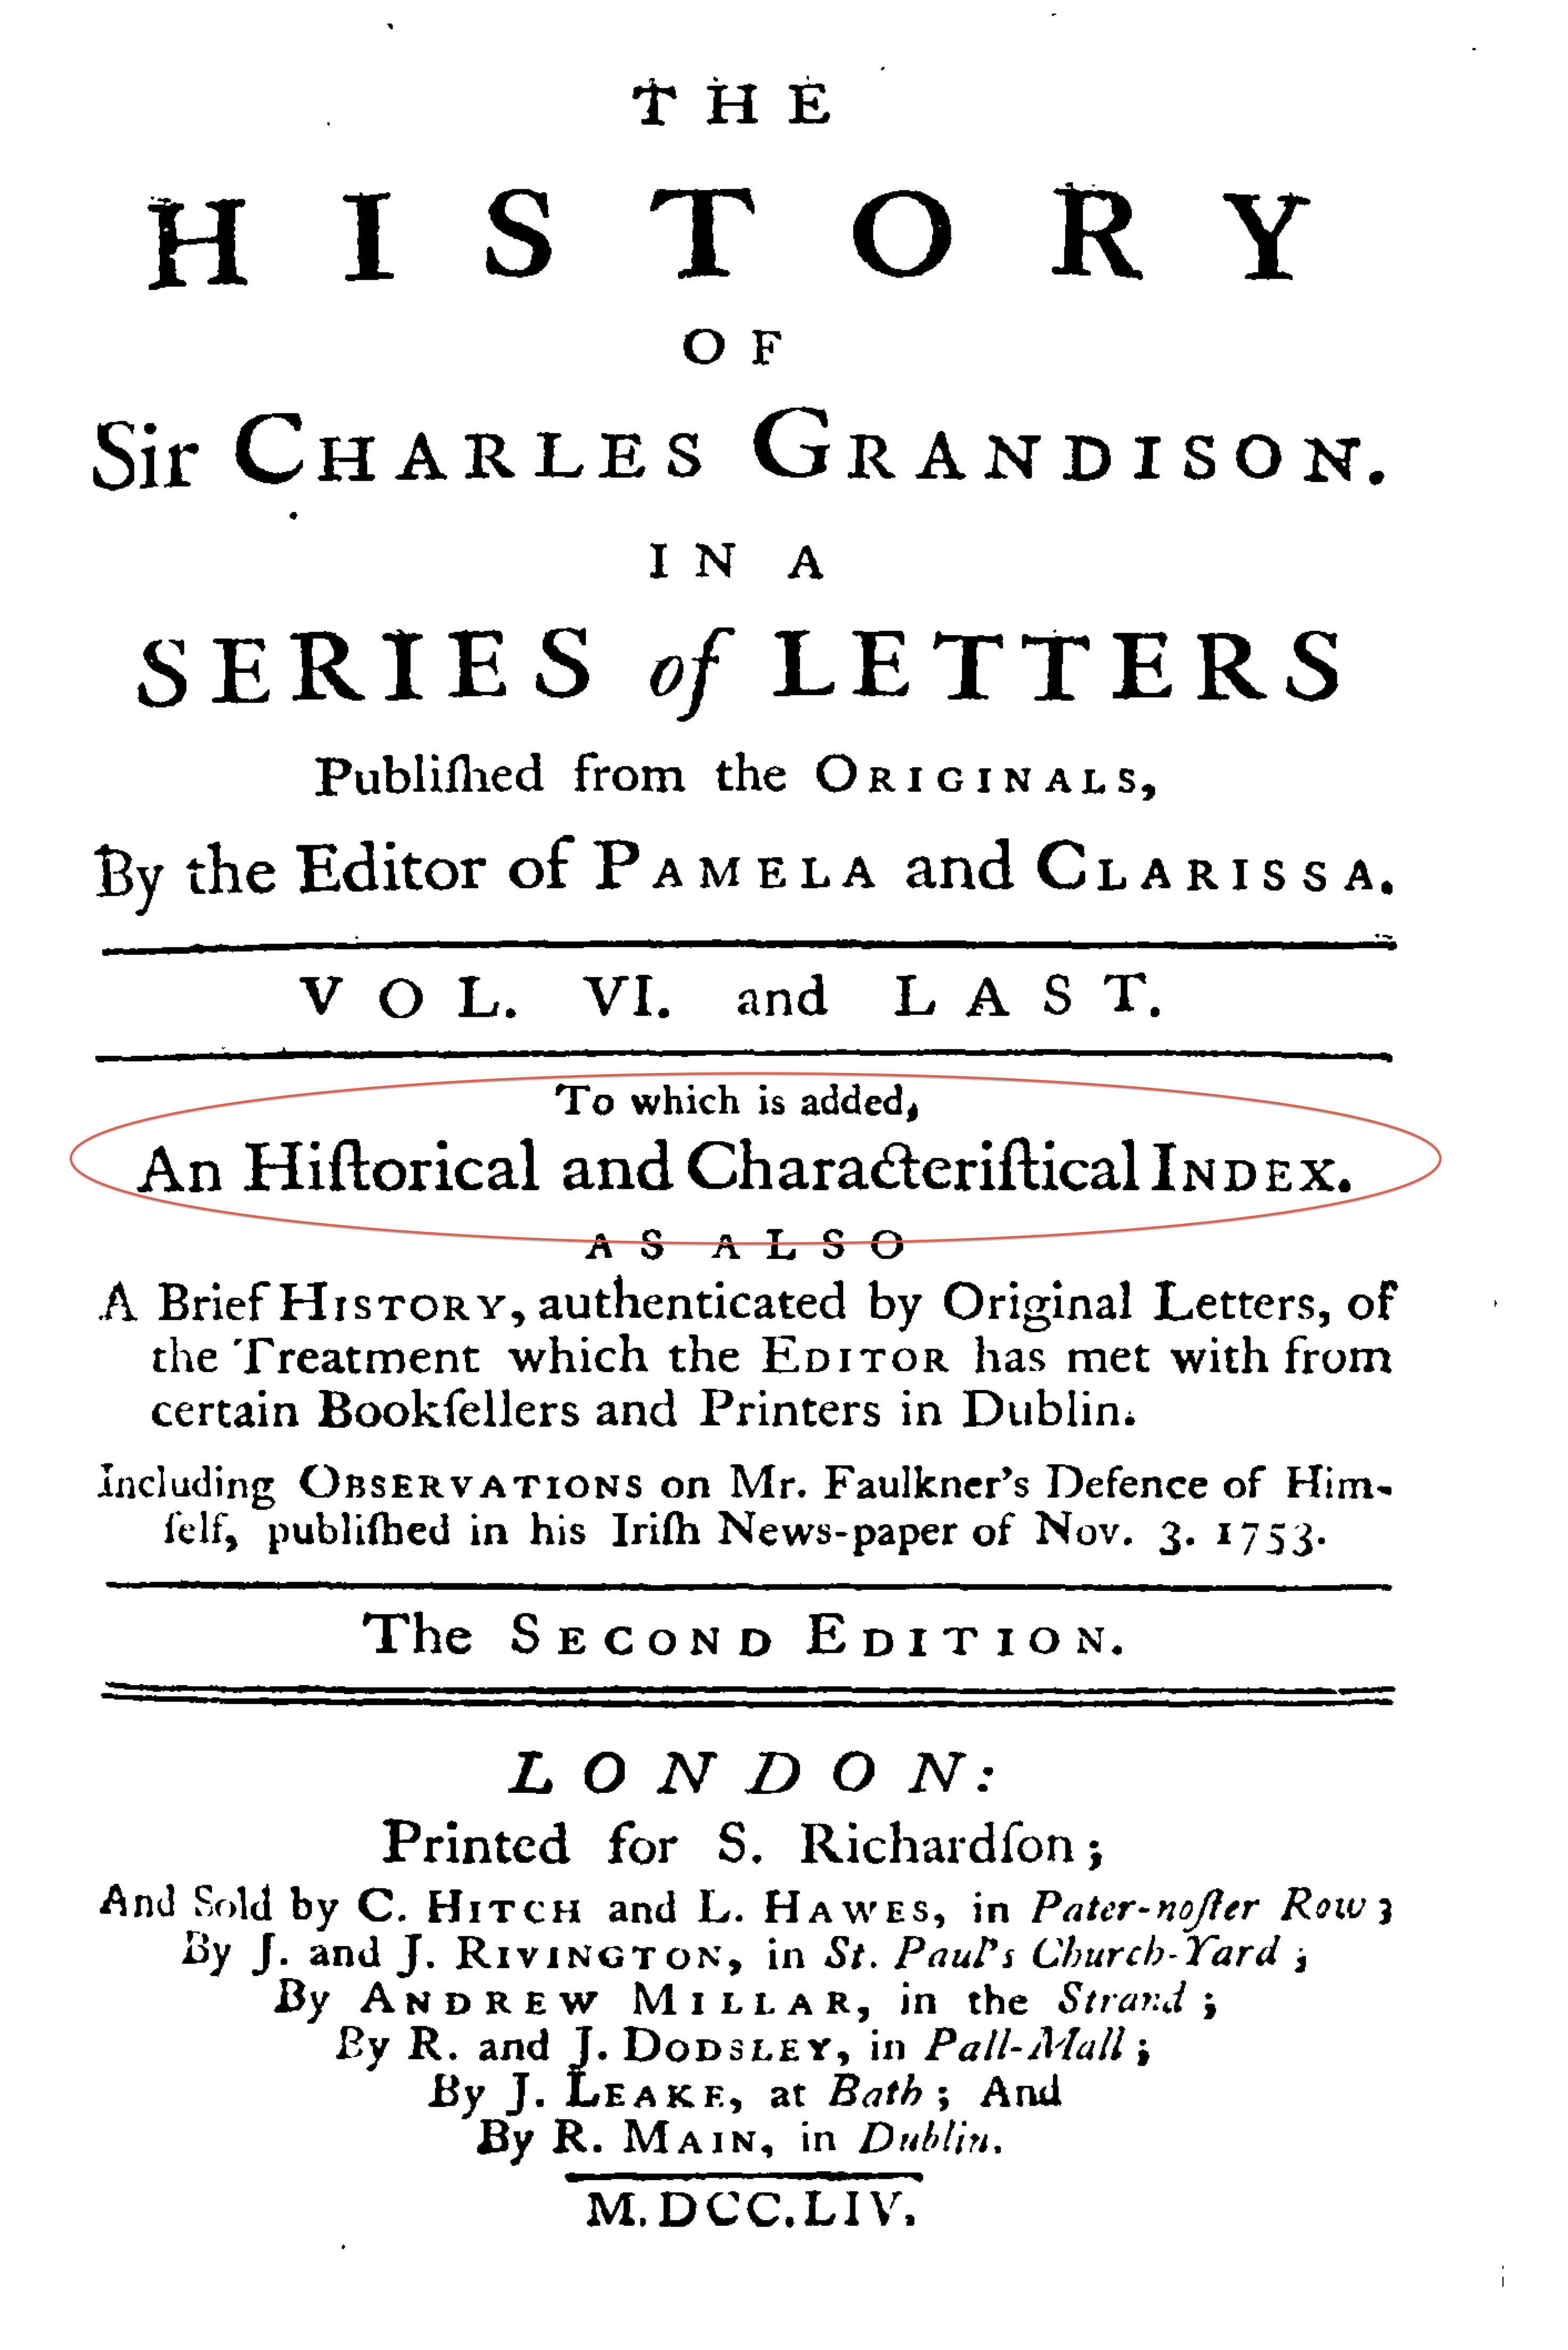 THE
HISTORY
OF
Sir CHARLES GRANDISON.
IN A
SERIES of LETTERS
Publiſhed from the ORIGINALS,
By the Editor of PAMELA and CLARISSA.
VOL. VI. and LAST.
To which is added,
An Hiſtorical and Characteriſtical INDEX.
AS ALSO
A Brief HISTORY, authenticated by Original Letters, of
the Treatment which the EDITOR has met with from
certain Bookſellers and Printers in Dublin.
Including OBSERVATIONS on Mr. Faulkner's Defence of Him-
ſelf, publiſhed in his Iriſh News-paper of Nov. 3. 1753.
The SECOND EDITION.
LONDON:
Printed for S. Richardſon;
And Sold by C. HITCH and L. HAWES, in Pater-noſter Row;
By J. and J. RIVINGTON, in St. Paul's Church-Yard;
By ANDREW MILLAR, in the Strand;
By R. and J. DODSLEY, in Pall-Mall;
By J. LEAKE, at Bath; And
By R. MAIN, in Dublin.
M.DCC.LIV.